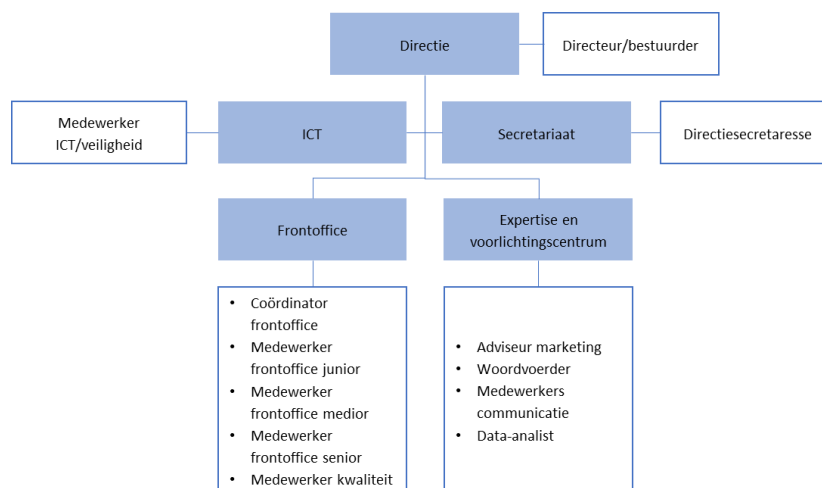 Directie
Directeur/bestuurder
Medewerker
ICT/veiligheid
ICT
Secretariaat
Directiesecretaresse
Frontoffice
Expertise en
voorlichtingscentrum
• Coördinator
frontoffice
• Medewerker
frontoffice junior
• Medewerker
frontoffice medior
• Medewerker
frontoffice senior
• Medewerker kwaliteit
• Adviseur marketing
• Woordvoerder
• Medewerkers
communicatie
• Data-analist